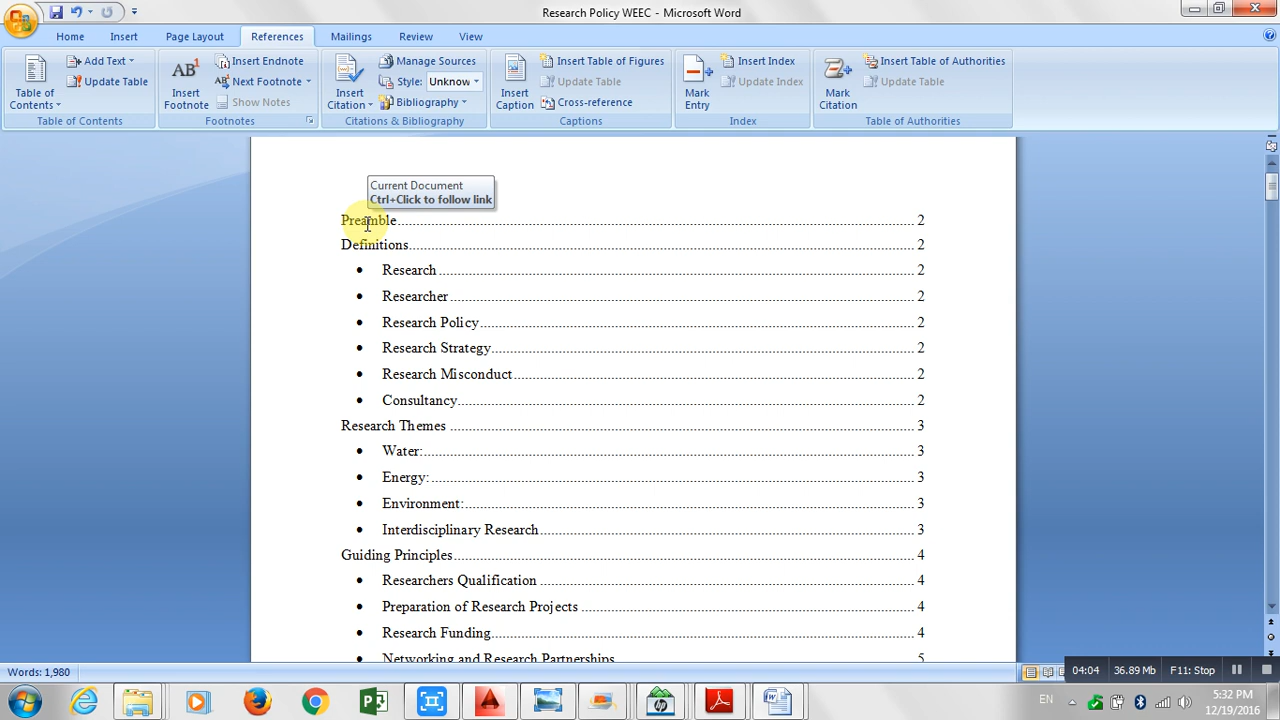 Research Policy WEEC - Microsoft Word
Home Insert Page Layout References Mailings Review View
Table of Contents
Add Text
Update Table
Table of Contents
AB¹
Insert Footnote
Insert Endnote
Next Footnote
Show Notes
Footnotes
Insert Citation
Manage Sources
Style: Unknow
Bibliography
Citations & Bibliography
Insert Caption
Insert Table of Figures
Update Table
Cross-reference
Captions
Mark Entry
Insert Index
Update Index
Index
Mark Citation
Insert Table of Authorities
Update Table
Table of Authorities
Current Document
Ctrl+Click to follow link
Preamble 2
Definitions 2
• Research 2
• Researcher 2
• Research Policy 2
• Research Strategy 2
• Research Misconduct 2
• Consultancy 2
Research Themes 3
• Water: 3
• Energy: 3
• Environment: 3
• Interdisciplinary Research 3
Guiding Principles 4
• Researchers Qualification 4
• Preparation of Research Projects 4
• Research Funding 4
• Networking and Research Partnerships 5
Words: 1,980
04:04 36.89 Mb F11: Stop
EN
5:32 PM
12/19/2016